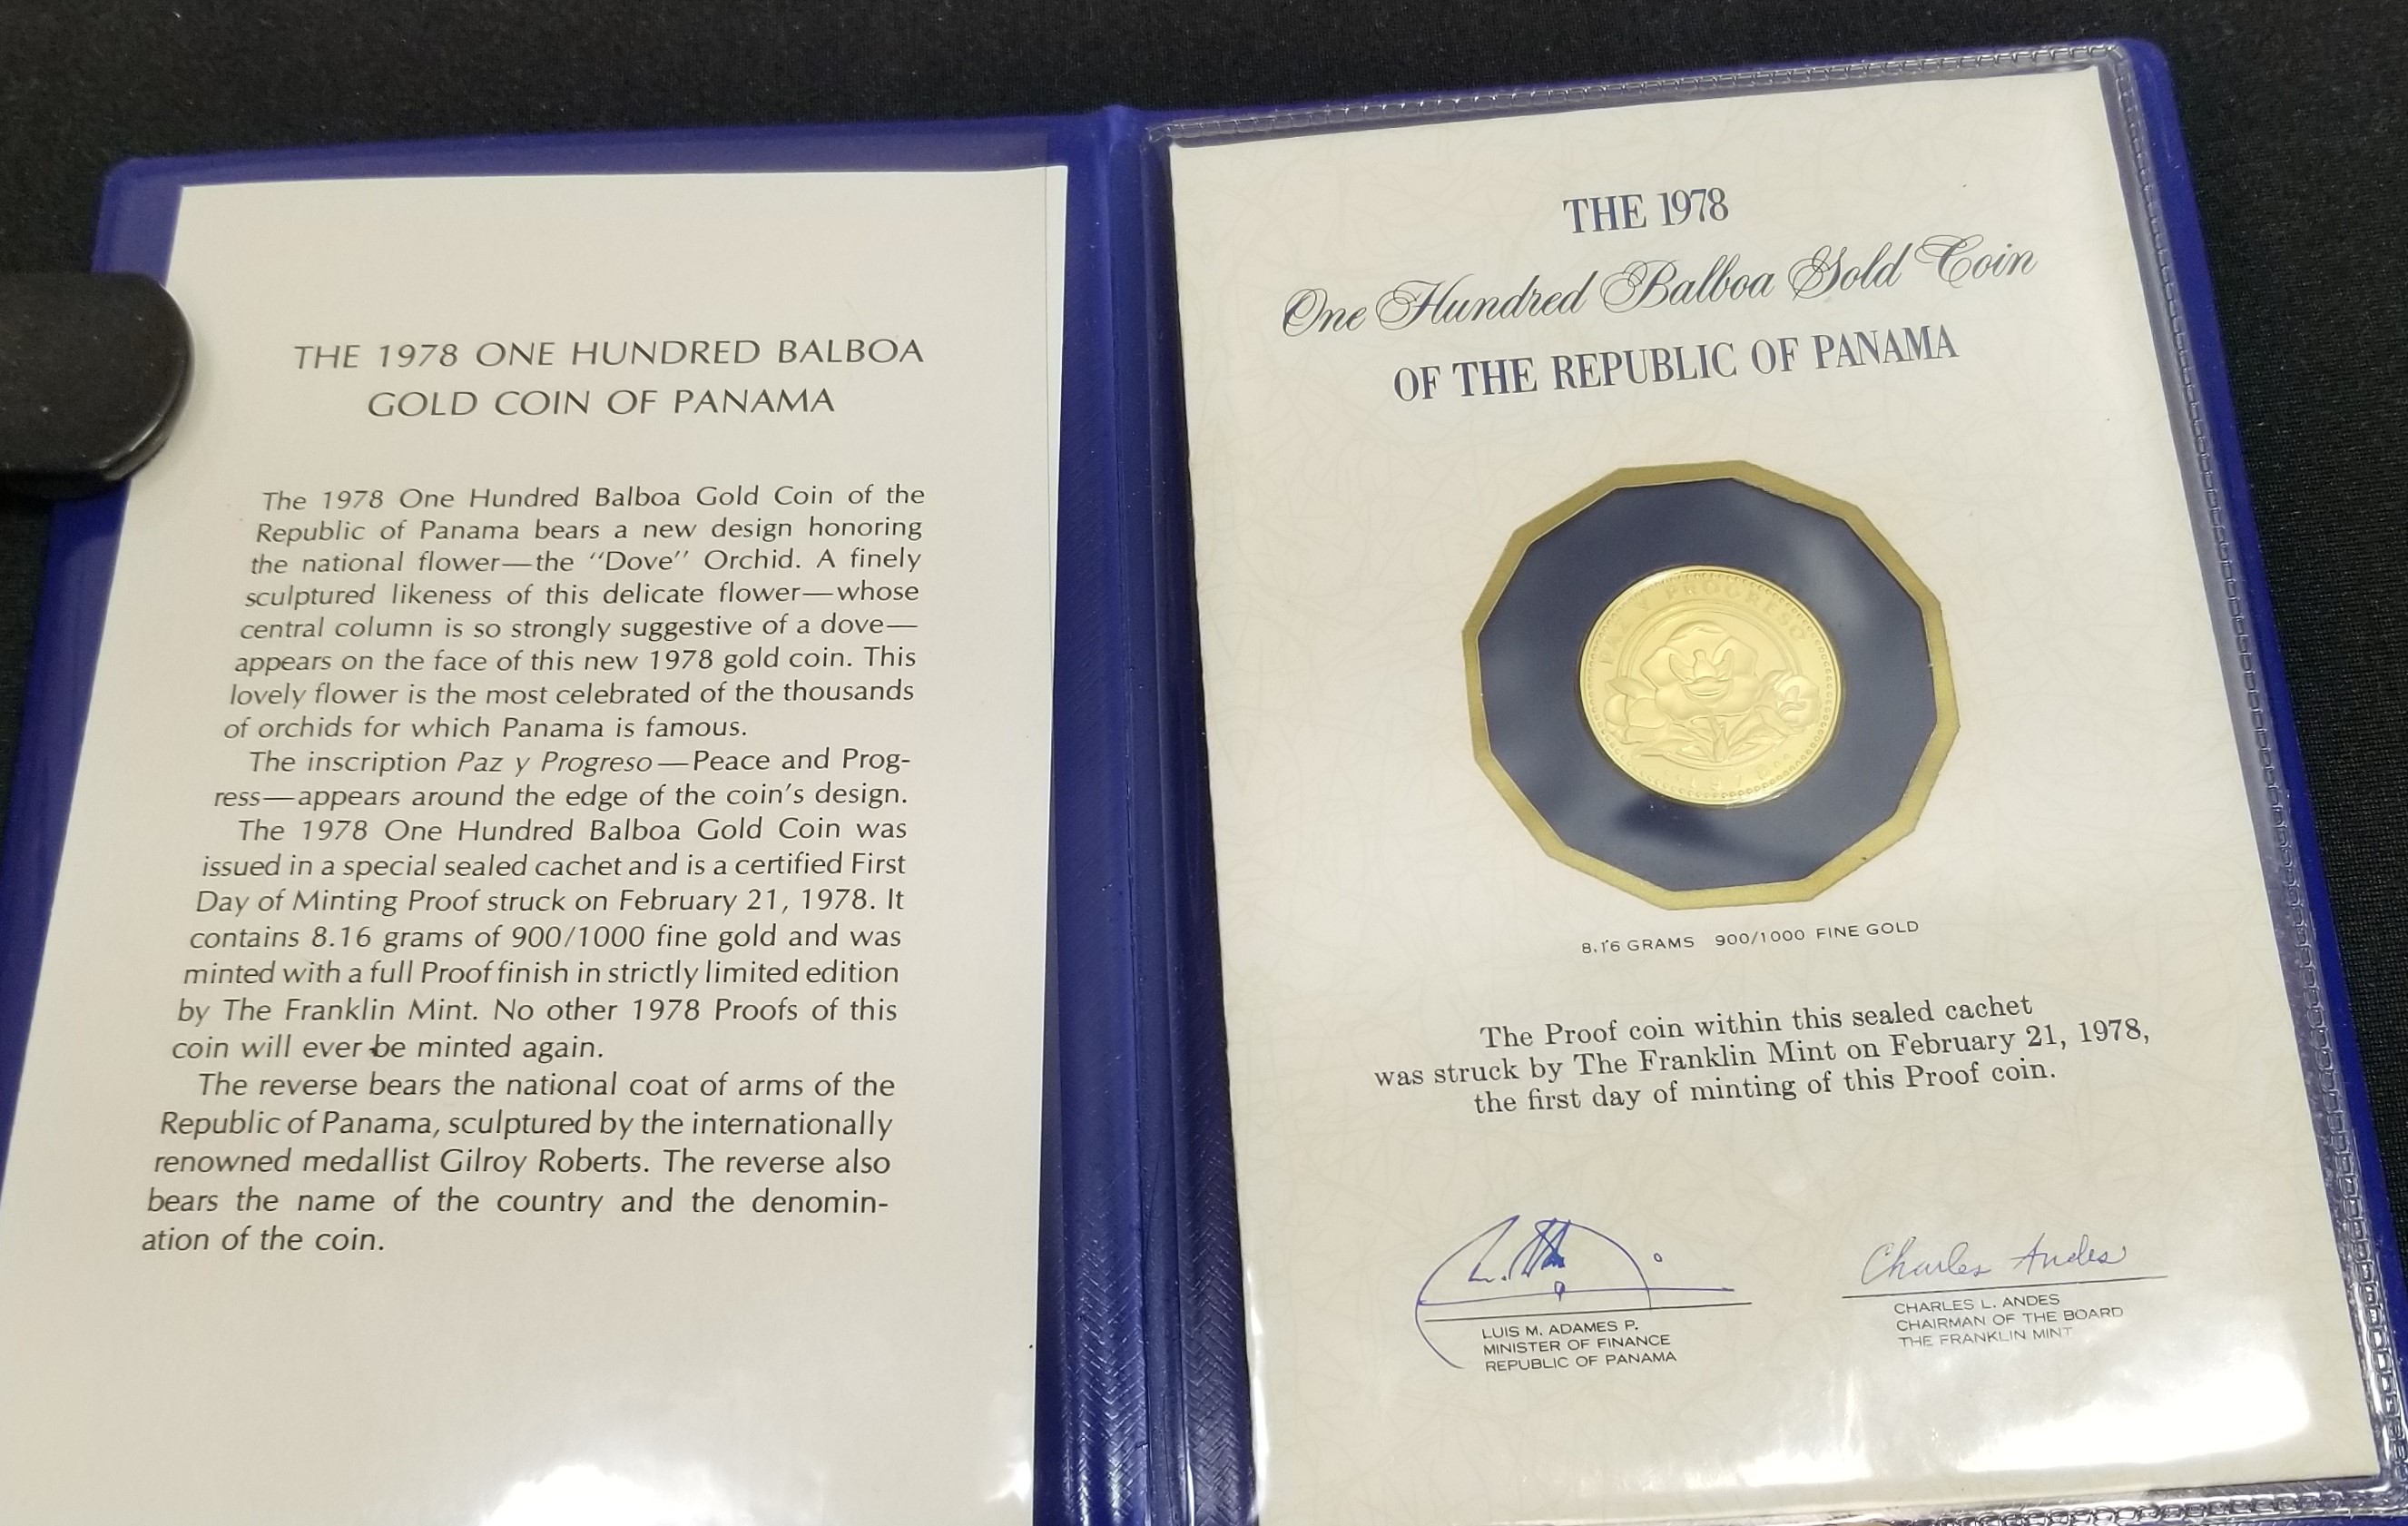 THE 1978 ONE HUNDRED BALBOA
GOLD COIN OF PANAMA
The 1978 One Hundred Balboa Gold Coin of the
Republic of Panama bears a new design honoring
the national flower—the “Dove” Orchid. A finely
sculptured likeness of this delicate flower—whose
central column is so strongly suggestive of a dove—
appears on the face of this new 1978 gold coin. This
lovely flower is the most celebrated of the thousands
of orchids for which Panama is famous.
The inscription Paz y Progreso—Peace and Prog-
ress—appears around the edge of the coin’s design.
The 1978 One Hundred Balboa Gold Coin was
issued in a special sealed cachet and is a certified First
Day of Minting Proof struck on February 21, 1978. It
contains 8.16 grams of 900/1000 fine gold and was
minted with a full Proof finish in strictly limited edition
by The Franklin Mint. No other 1978 Proofs of this
coin will ever be minted again.
The reverse bears the national coat of arms of the
Republic of Panama, sculptured by the internationally
renowned medallist Gilroy Roberts. The reverse also
bears the name of the country and the denomin-
ation of the coin.
THE 1978
One Hundred Balboa Gold Coin
OF THE REPUBLIC OF PANAMA
PAZ Y PROGRESO
1978
8.16 GRAMS 900/1000 FINE GOLD
The Proof coin within this sealed cachet
was struck by The Franklin Mint on February 21, 1978,
the first day of minting of this Proof coin.
Charles Andes
LUIS M. ADAMES P.
MINISTER OF FINANCE
REPUBLIC OF PANAMA
CHARLES L. ANDES
CHAIRMAN OF THE BOARD
THE FRANKLIN MINT